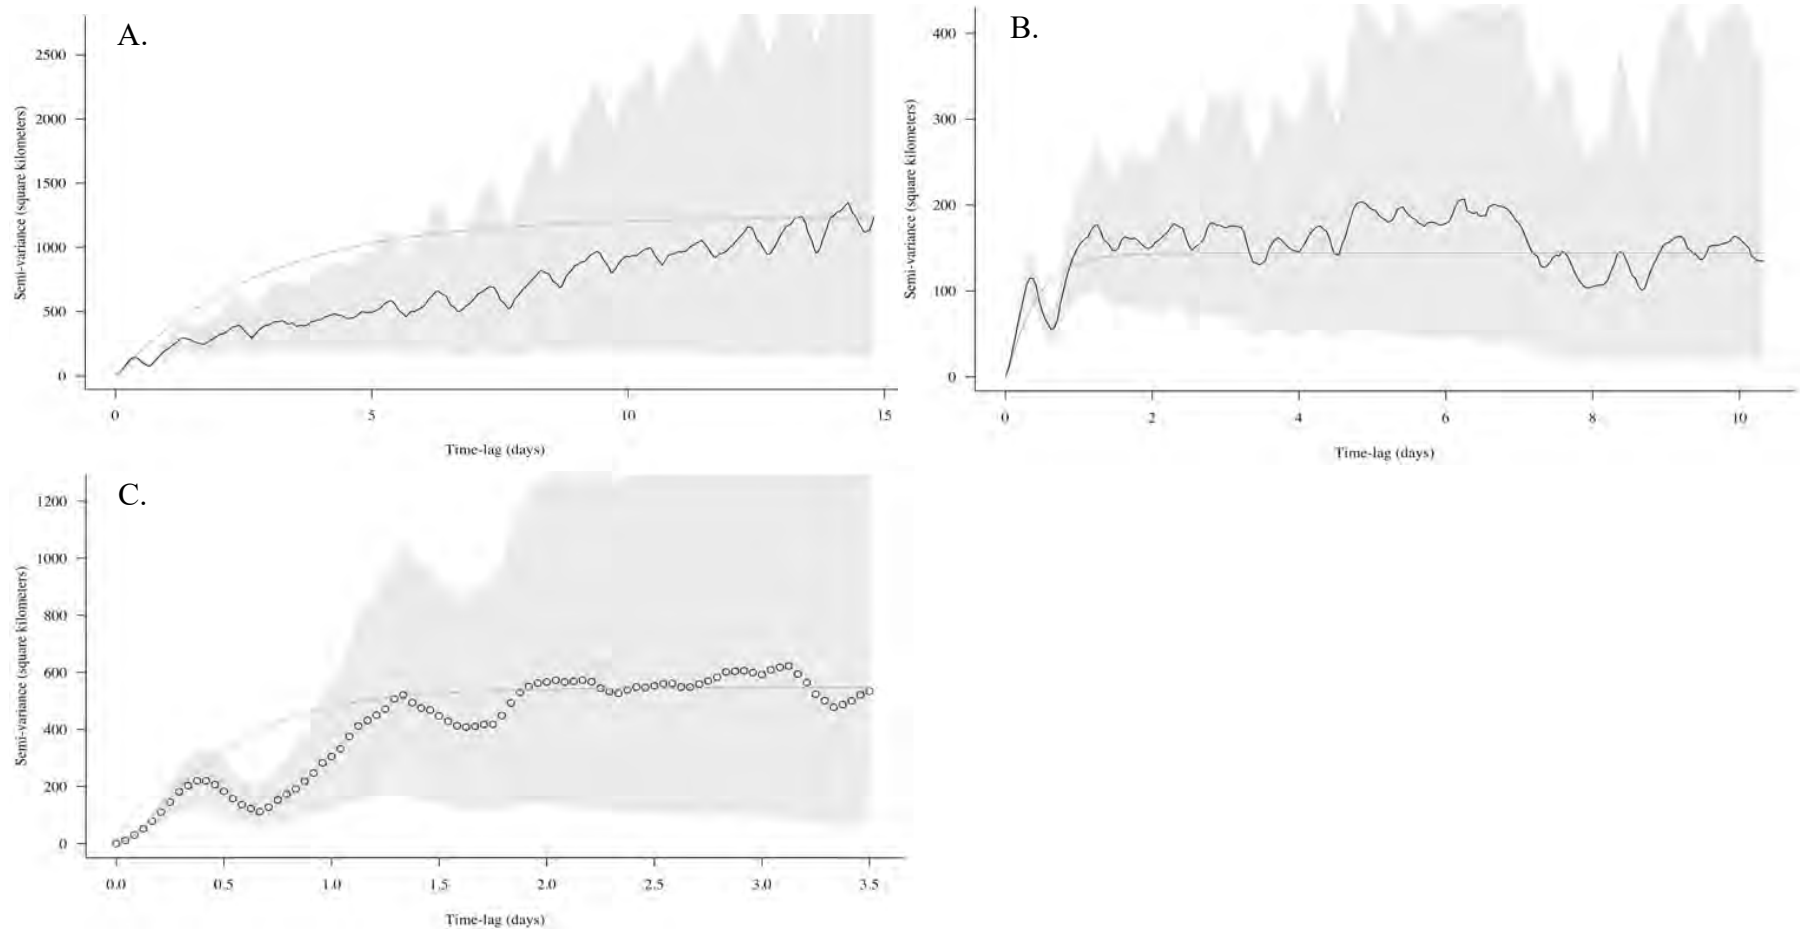 A.
2500
2000
1500
1000
500
0
Semi-variance (square kilometers)
0 5 10 15
Time-lag (days)
B.
400
300
200
100
0
Semi-variance (square kilometers)
0 2 4 6 8 10
Time-lag (days)
C.
1200
1000
800
600
400
200
0
Semi-variance (square kilometers)
0.0 0.5 1.0 1.5 2.0 2.5 3.0 3.5
Time-lag (days)